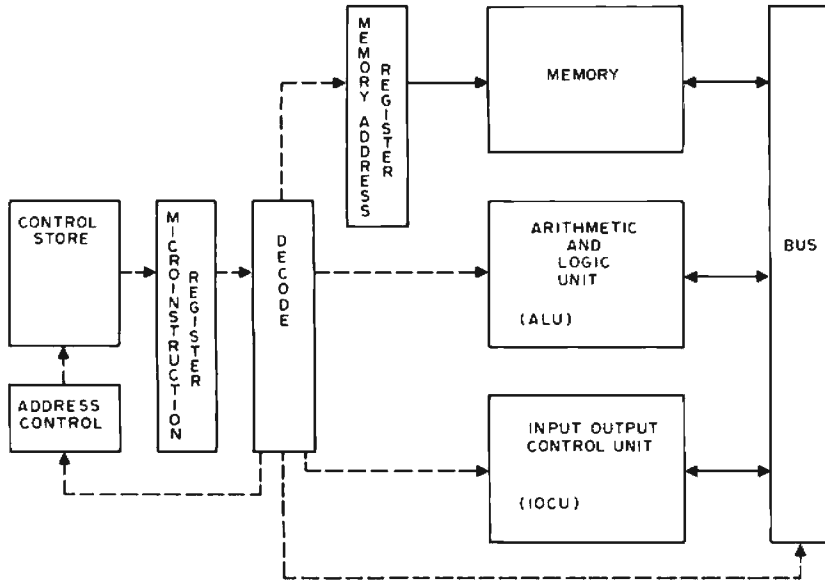 MEMORY ADDRESS
REGISTER
MEMORY
CONTROL
STORE
MICROINSTRUCTION
REGISTER
DECODE
ARITHMETIC
AND
LOGIC
UNIT
(ALU)
BUS
ADDRESS
CONTROL
INPUT OUTPUT
CONTROL UNIT
(IOCU)